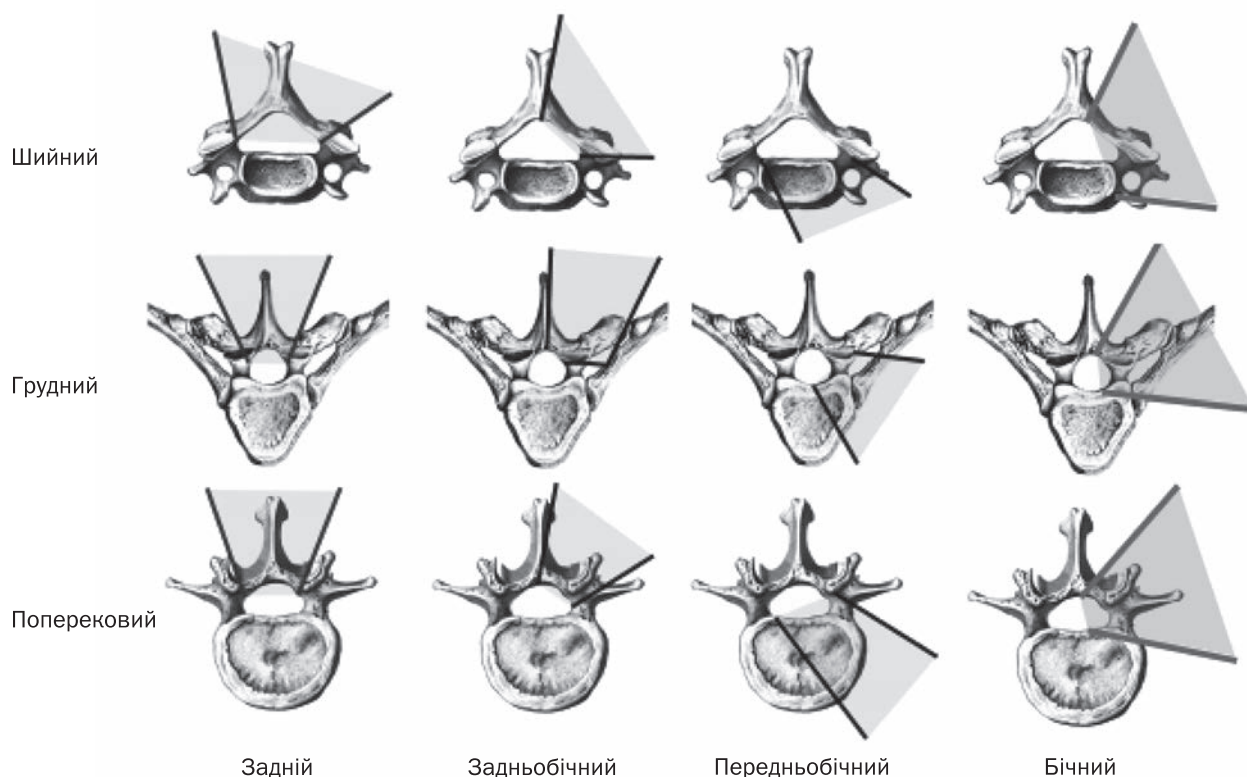 Шийний
Грудний
Поперековий
Задній
Задньобічний
Передньобічний
Бічний